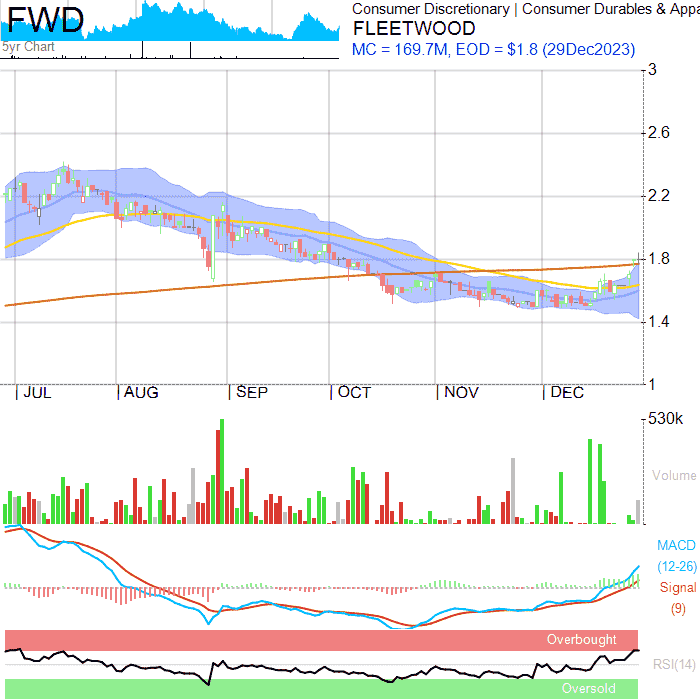 FWD
5yr Chart
Consumer Discretionary | Consumer Durables & Appa
FLEETWOOD
MC = 169.7M, EOD = $1.8 (29Dec2023)
3
2.6
2.2
1.8
1.4
1
JUL AUG SEP OCT NOV DEC
530k
Volume
MACD
(12-26)
Signal
(9)
Overbought
RSI(14)
Oversold